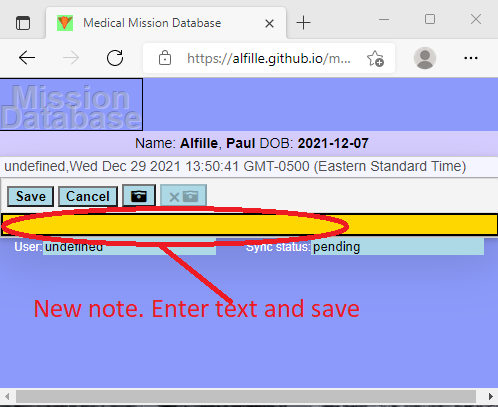 Medical Mission Database
https://alfille.github.io/m...
Mission
Database
Name: Alfille, Paul DOB: 2021-12-07
undefined,Wed Dec 29 2021 13:50:41 GMT-0500 (Eastern Standard Time)
Save Cancel
User: undefined Sync status: pending
New note. Enter text and save